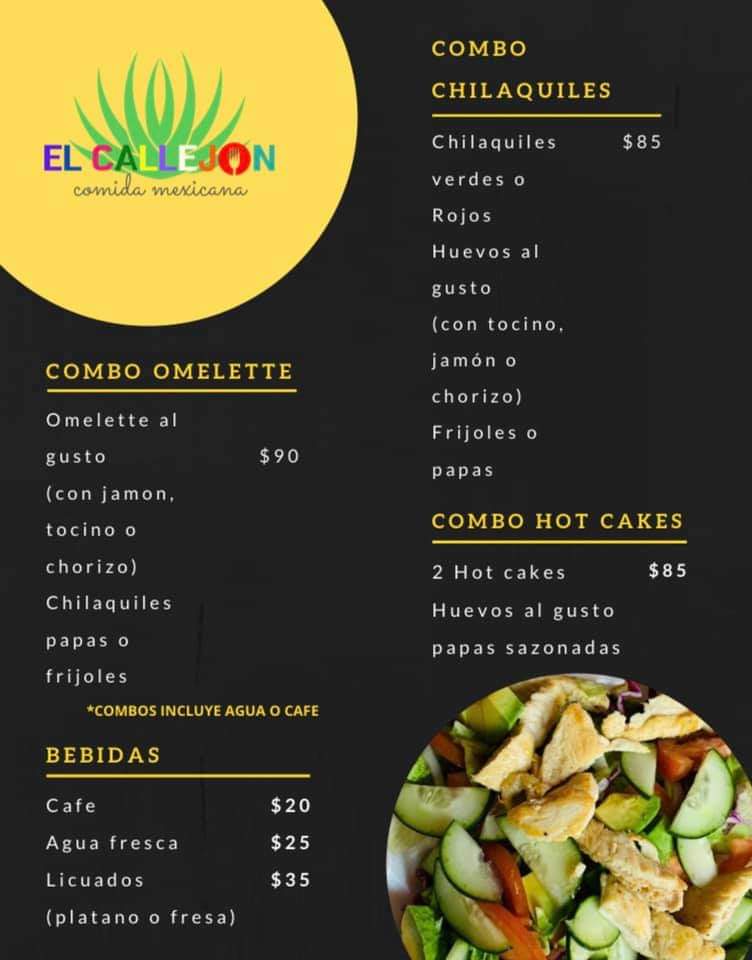 EL CALLEJON
comida mexicana
COMBO OMELETTE
Omelette al
gusto $90
(con jamon,
tocino o
chorizo)
Chilaquiles
papas o
frijoles
*COMBOS INCLUYE AGUA O CAFE
BEBIDAS
Cafe $20
Agua fresca $25
Licuados $35
(platano o fresa)
COMBO
CHILAQUILES
Chilaquiles $85
verdes o
Rojos
Huevos al
gusto
(con tocino,
jamón o
chorizo)
Frijoles o
papas
COMBO HOT CAKES
2 Hot cakes $85
Huevos al gusto
papas sazonadas